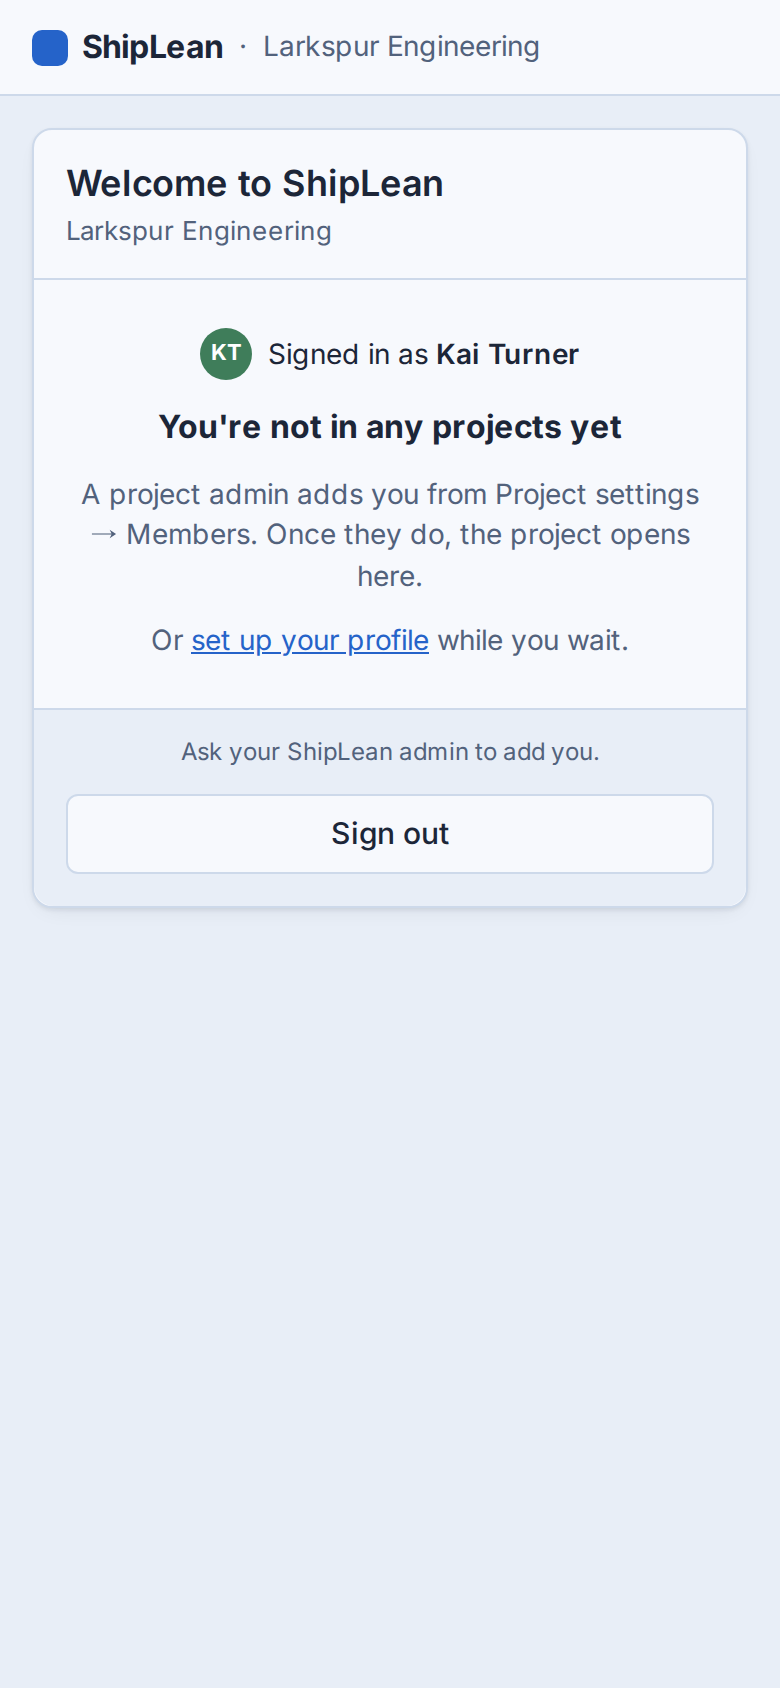 ShipLean · Larkspur Engineering
Welcome to ShipLean
Larkspur Engineering
KT Signed in as Kai Turner
You're not in any projects yet
A project admin adds you from Project settings
→ Members. Once they do, the project opens
here.
Or set up your profile while you wait.
Ask your ShipLean admin to add you.
Sign out